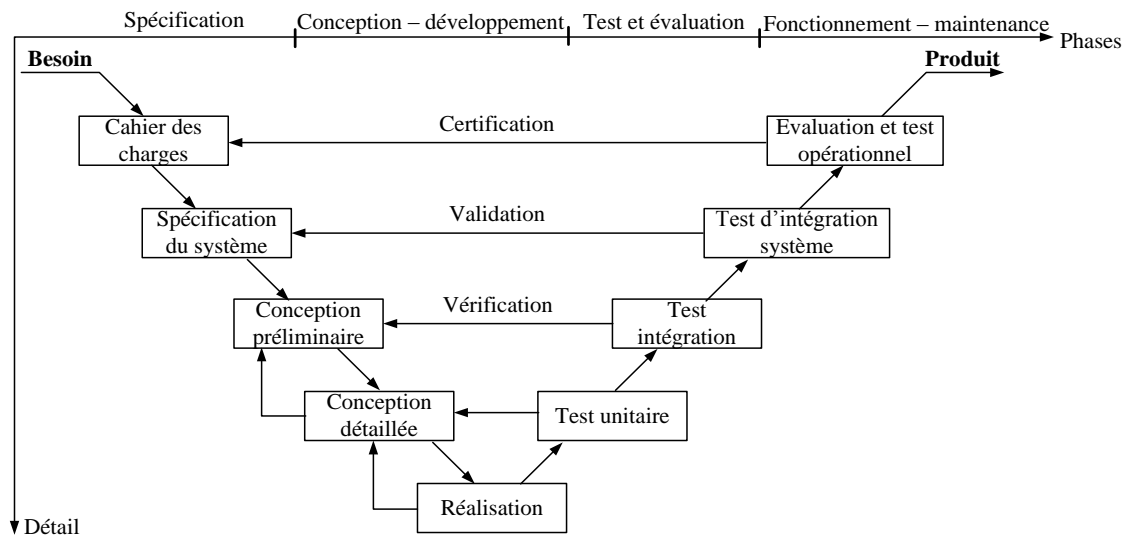 Spécification
Conception – développement
Test et évaluation
Fonctionnement – maintenance
Phases
Besoin
Produit
Cahier des
charges
Certification
Evaluation et test
opérationnel
Spécification
du système
Validation
Test d’intégration
système
Conception
préliminaire
Vérification
Test
intégration
Conception
détaillée
Test unitaire
Réalisation
Détail